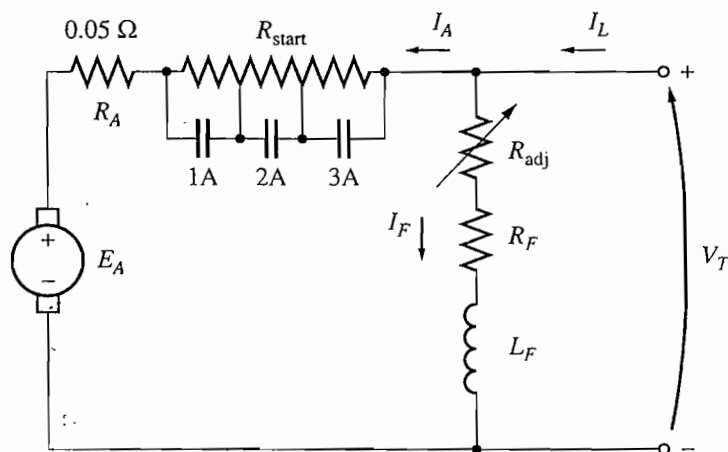 0.05 Ω
R_A
R_start
I_A
I_L
+
1A
2A
3A
R_adj
I_F
R_F
V_T
+
−
E_A
L_F
−